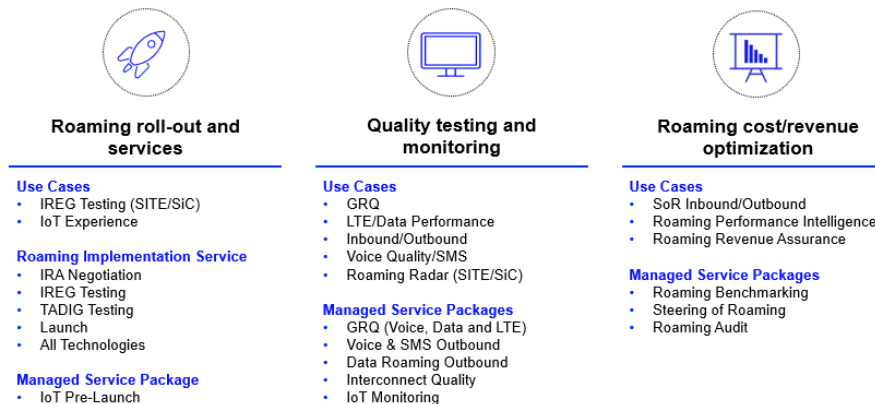 Roaming roll-out and
services
Use Cases
• IREG Testing (SITE/SiC)
• IoT Experience
Roaming Implementation Service
• IRA Negotiation
• IREG Testing
• TADIG Testing
• Launch
• All Technologies
Managed Service Package
• IoT Pre-Launch
Quality testing and
monitoring
Use Cases
• GRQ
• LTE/Data Performance
• Inbound/Outbound
• Voice Quality/SMS
• Roaming Radar (SITE/SiC)
Managed Service Packages
• GRQ (Voice, Data and LTE)
• Voice & SMS Outbound
• Data Roaming Outbound
• Interconnect Quality
• IoT Monitoring
Roaming cost/revenue
optimization
Use Cases
• SoR Inbound/Outbound
• Roaming Performance Intelligence
• Roaming Revenue Assurance
Managed Service Packages
• Roaming Benchmarking
• Steering of Roaming
• Roaming Audit